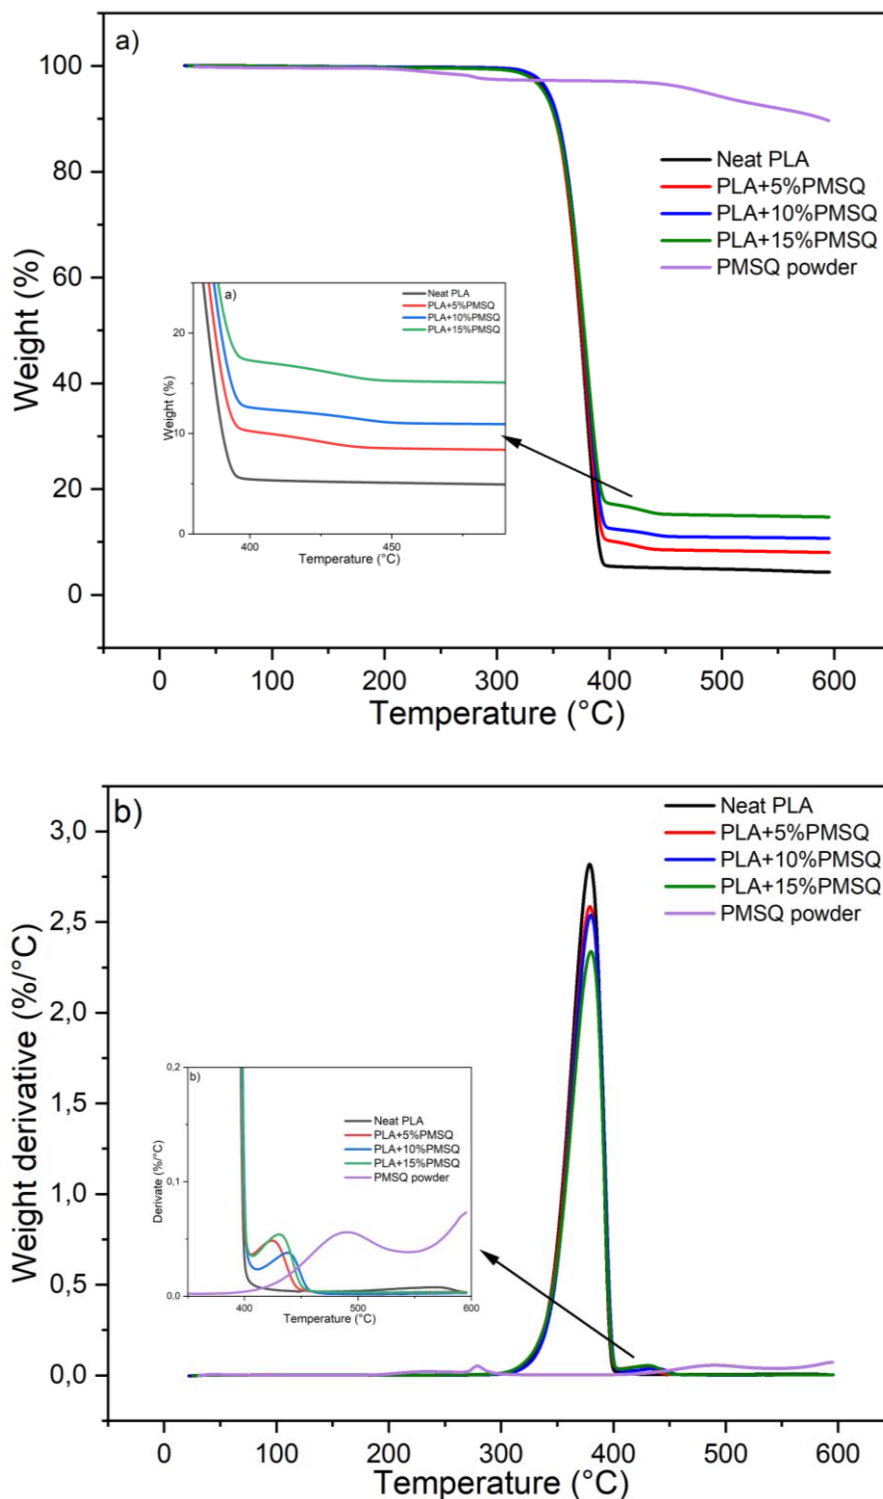 a)
100
80
60
40
20
0
Weight (%)
Neat PLA
PLA+5%PMSQ
PLA+10%PMSQ
PLA+15%PMSQ
PMSQ powder
a)
Neat PLA
PLA+5%PMSQ
PLA+10%PMSQ
PLA+15%PMSQ
20
10
0
Weight (%)
400 450
Temperature (°C)
0 100 200 300 400 500 600
Temperature (°C)
b)
3,0
2,5
2,0
1,5
1,0
0,5
0,0
Weight derivative (%/°C)
Neat PLA
PLA+5%PMSQ
PLA+10%PMSQ
PLA+15%PMSQ
PMSQ powder
b)
0,2
0,1
0,0
Derivate (%/°C)
Neat PLA
PLA+5%PMSQ
PLA+10%PMSQ
PLA+15%PMSQ
PMSQ powder
400 500 600
Temperature (°C)
0 100 200 300 400 500 600
Temperature (°C)